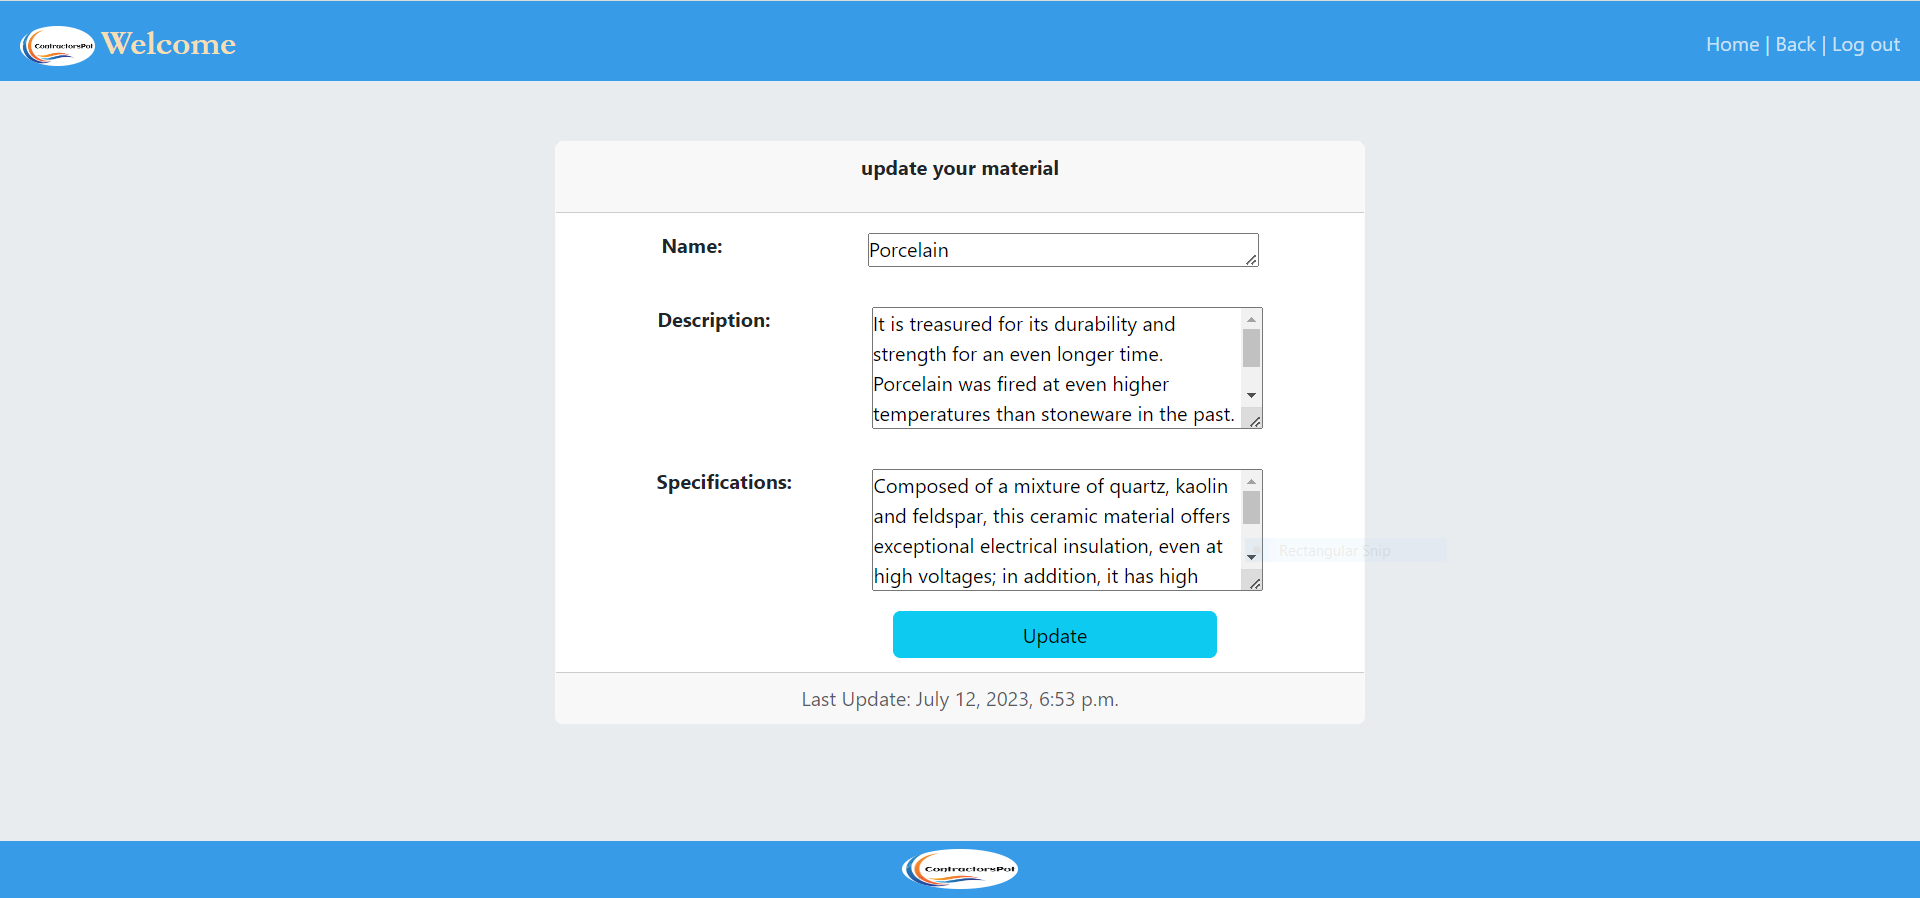 ContractorsPot Welcome
Home | Back | Log out
update your material
Name:
Porcelain
Description:
It is treasured for its durability and
strength for an even longer time.
Porcelain was fired at even higher
temperatures than stoneware in the past.
Specifications:
Composed of a mixture of quartz, kaolin
and feldspar, this ceramic material offers
exceptional electrical insulation, even at
high voltages; in addition, it has high
Rectangular Snip
Update
Last Update: July 12, 2023, 6:53 p.m.
ContractorsPot